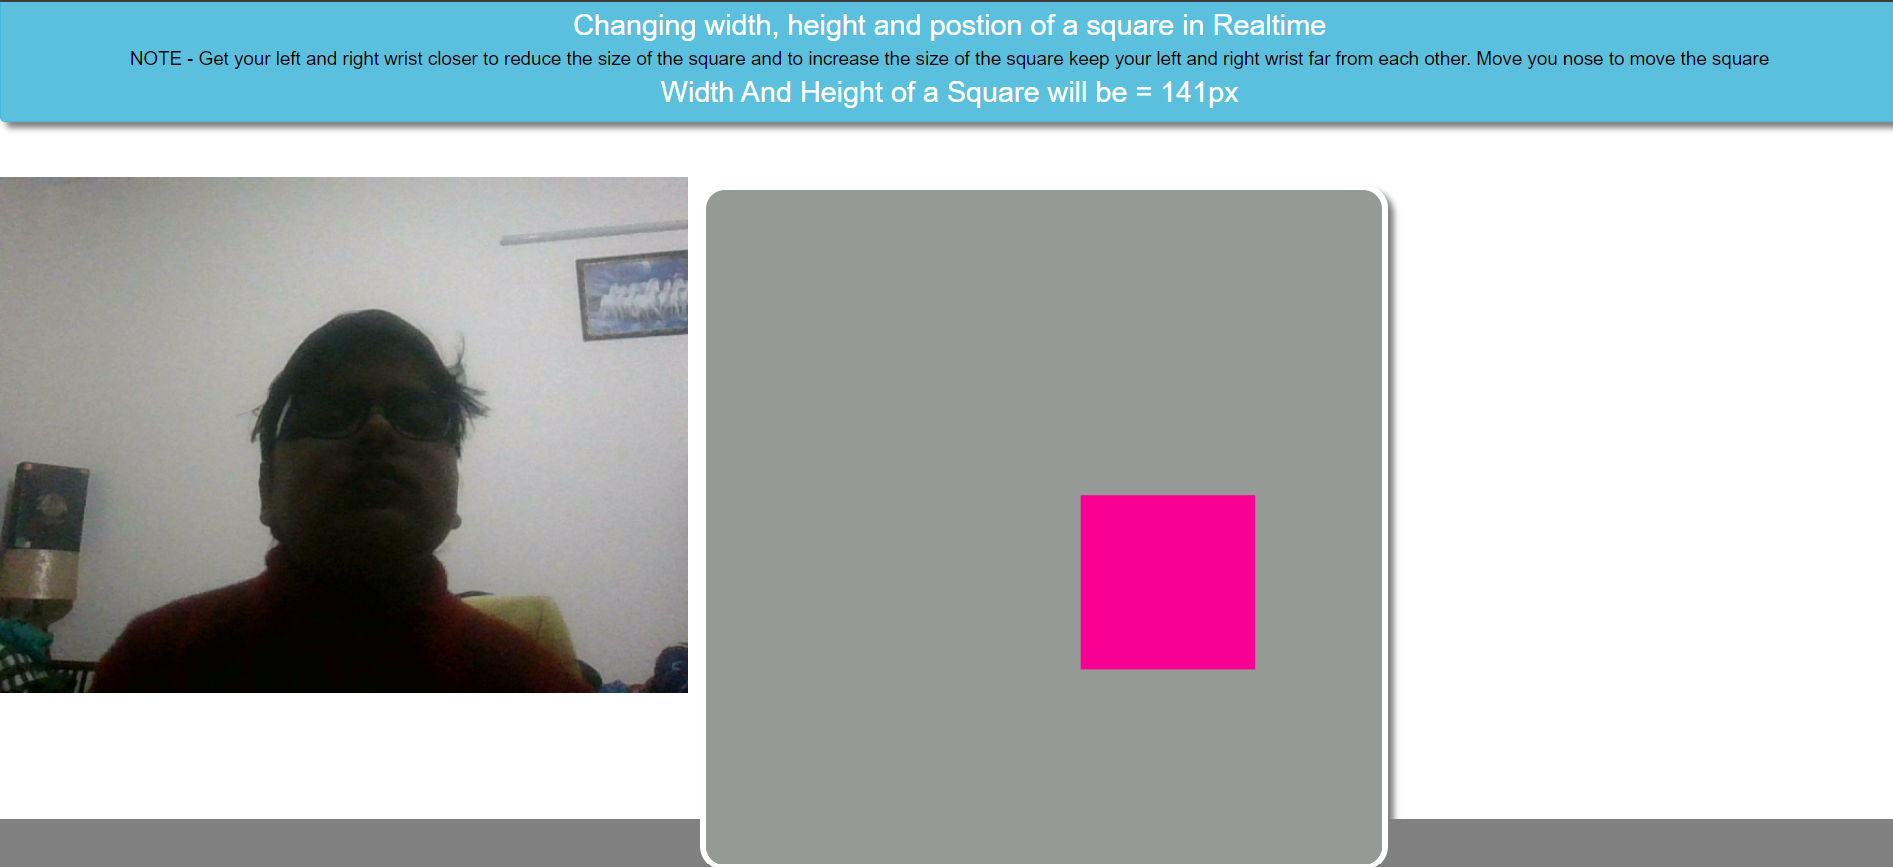 Changing width, height and postion of a square in Realtime
NOTE - Get your left and right wrist closer to reduce the size of the square and to increase the size of the square keep your left and right wrist far from each other. Move you nose to move the square
Width And Height of a Square will be = 141px